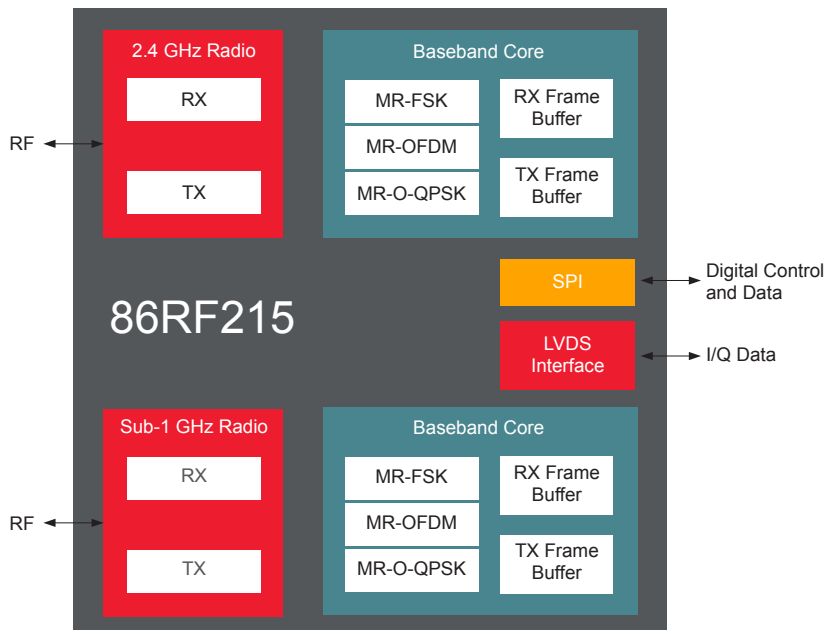 2.4 GHz Radio
RX
TX
RF
Baseband Core
MR-FSK
MR-OFDM
MR-O-QPSK
RX Frame
Buffer
TX Frame
Buffer
SPI
Digital Control
and Data
86RF215
LVDS
Interface
I/Q Data
Sub-1 GHz Radio
RX
TX
RF
Baseband Core
MR-FSK
MR-OFDM
MR-O-QPSK
RX Frame
Buffer
TX Frame
Buffer